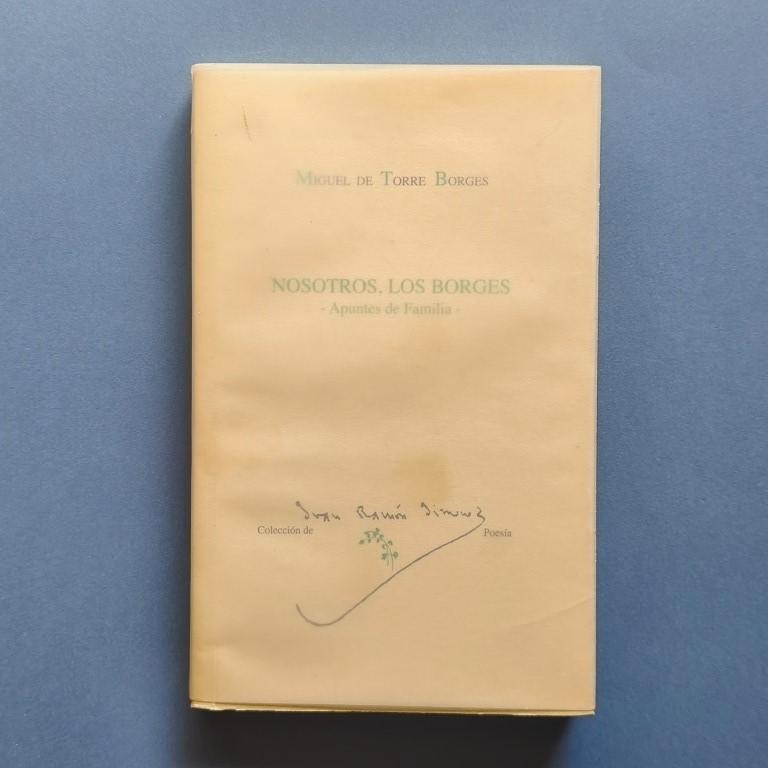 MIGUEL DE TORRE BORGES
NOSOTROS, LOS BORGES
- Apuntes de Familia -
Juan Ramón Jiménez
Colección de Poesía